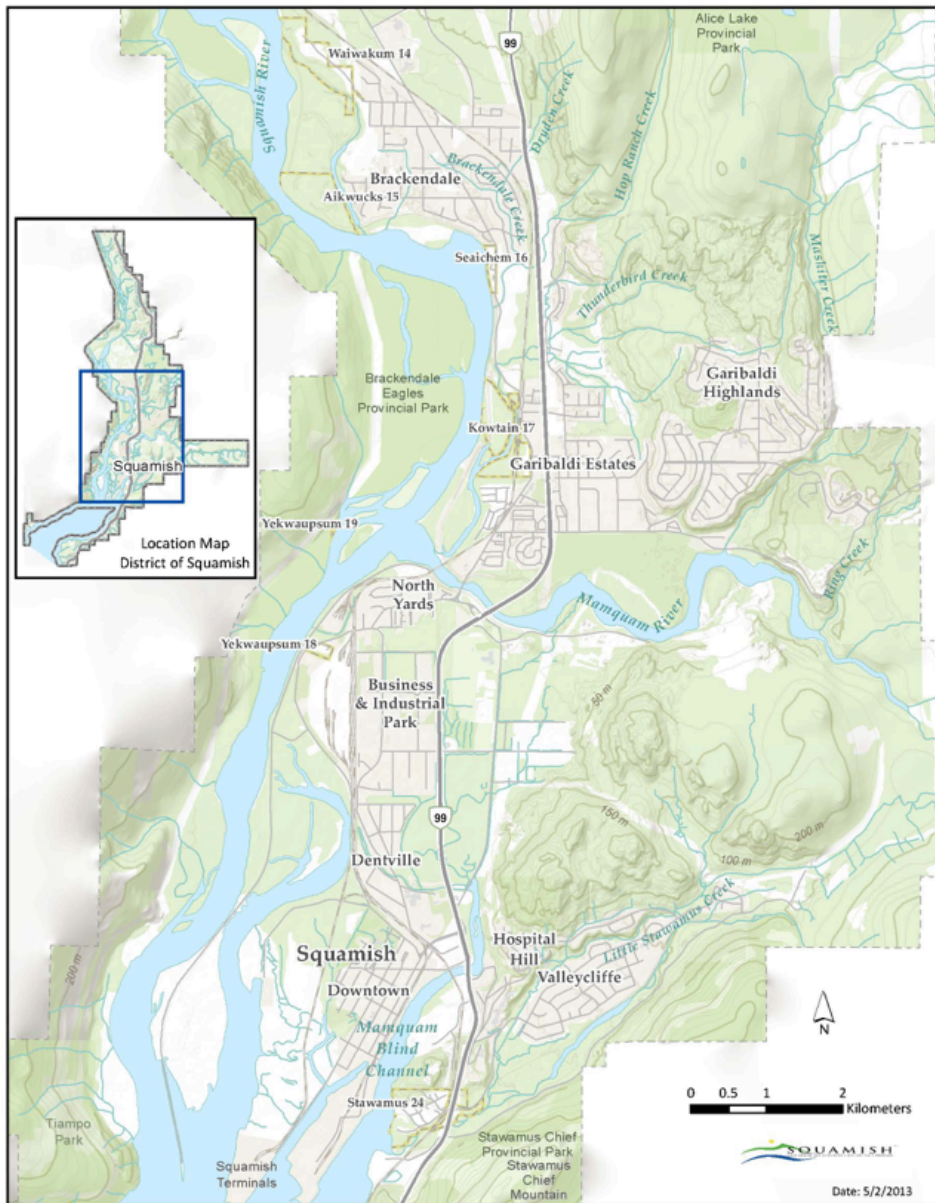 Alice Lake
Provincial
Park
99
Waiwakum 14
Squamish River
Dryden Creek
Hop Ranch Creek
Brackendale Creek
Brackendale
Aikwucks 15
Mashiter Creek
Seaichem 16
Thunderbird Creek
Brackendale
Eagles
Provincial Park
Garibaldi
Highlands
Kowtain 17
Garibaldi Estates
Squamish
Location Map
District of Squamish
Yekwaupsum 19
Ring Creek
North
Yards
Mamquam River
Yekwaupsum 18
Business
& Industrial
Park
50 m
99
150 m
200 m
100 m
Dentville
Little Stawamus Creek
Hospital
Hill
Squamish
Valleycliffe
200 m
Downtown
N
Mamquam
Blind
Channel
Stawamus 24
0 0.5 1 2
Kilometers
Tiampo
Park
Stawamus Chief
Provincial Park
Stawamus
Chief
Mountain
Squamish
Terminals
SQUAMISH
Date: 5/2/2013